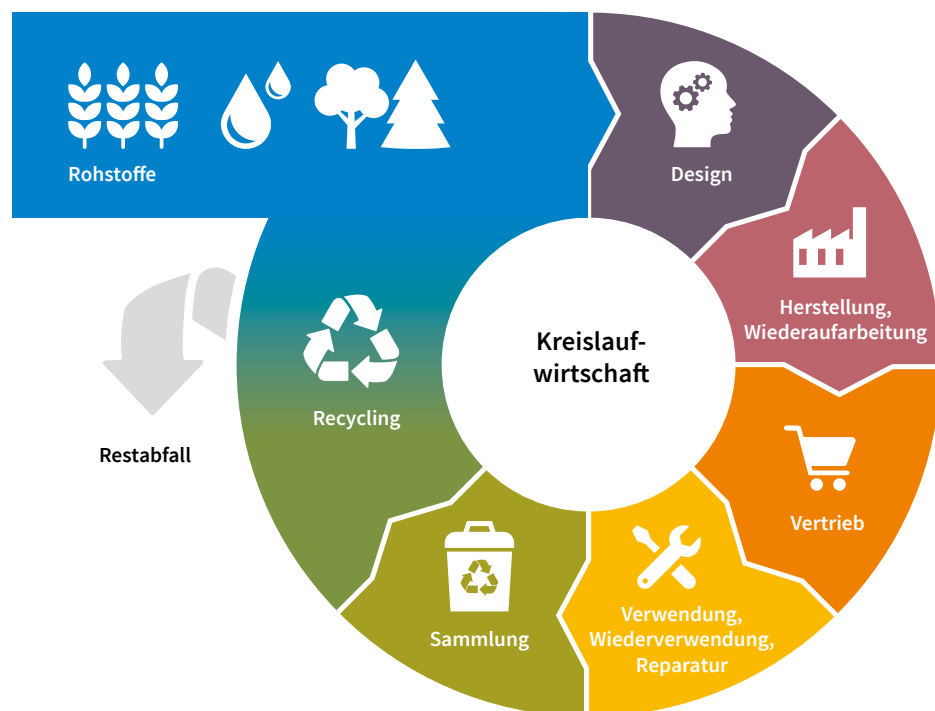 Rohstoffe
Design
Herstellung,
Wiederaufarbeitung
Kreislauf-
wirtschaft
Recycling
Restabfall
Vertrieb
Verwendung,
Wiederverwendung,
Reparatur
Sammlung